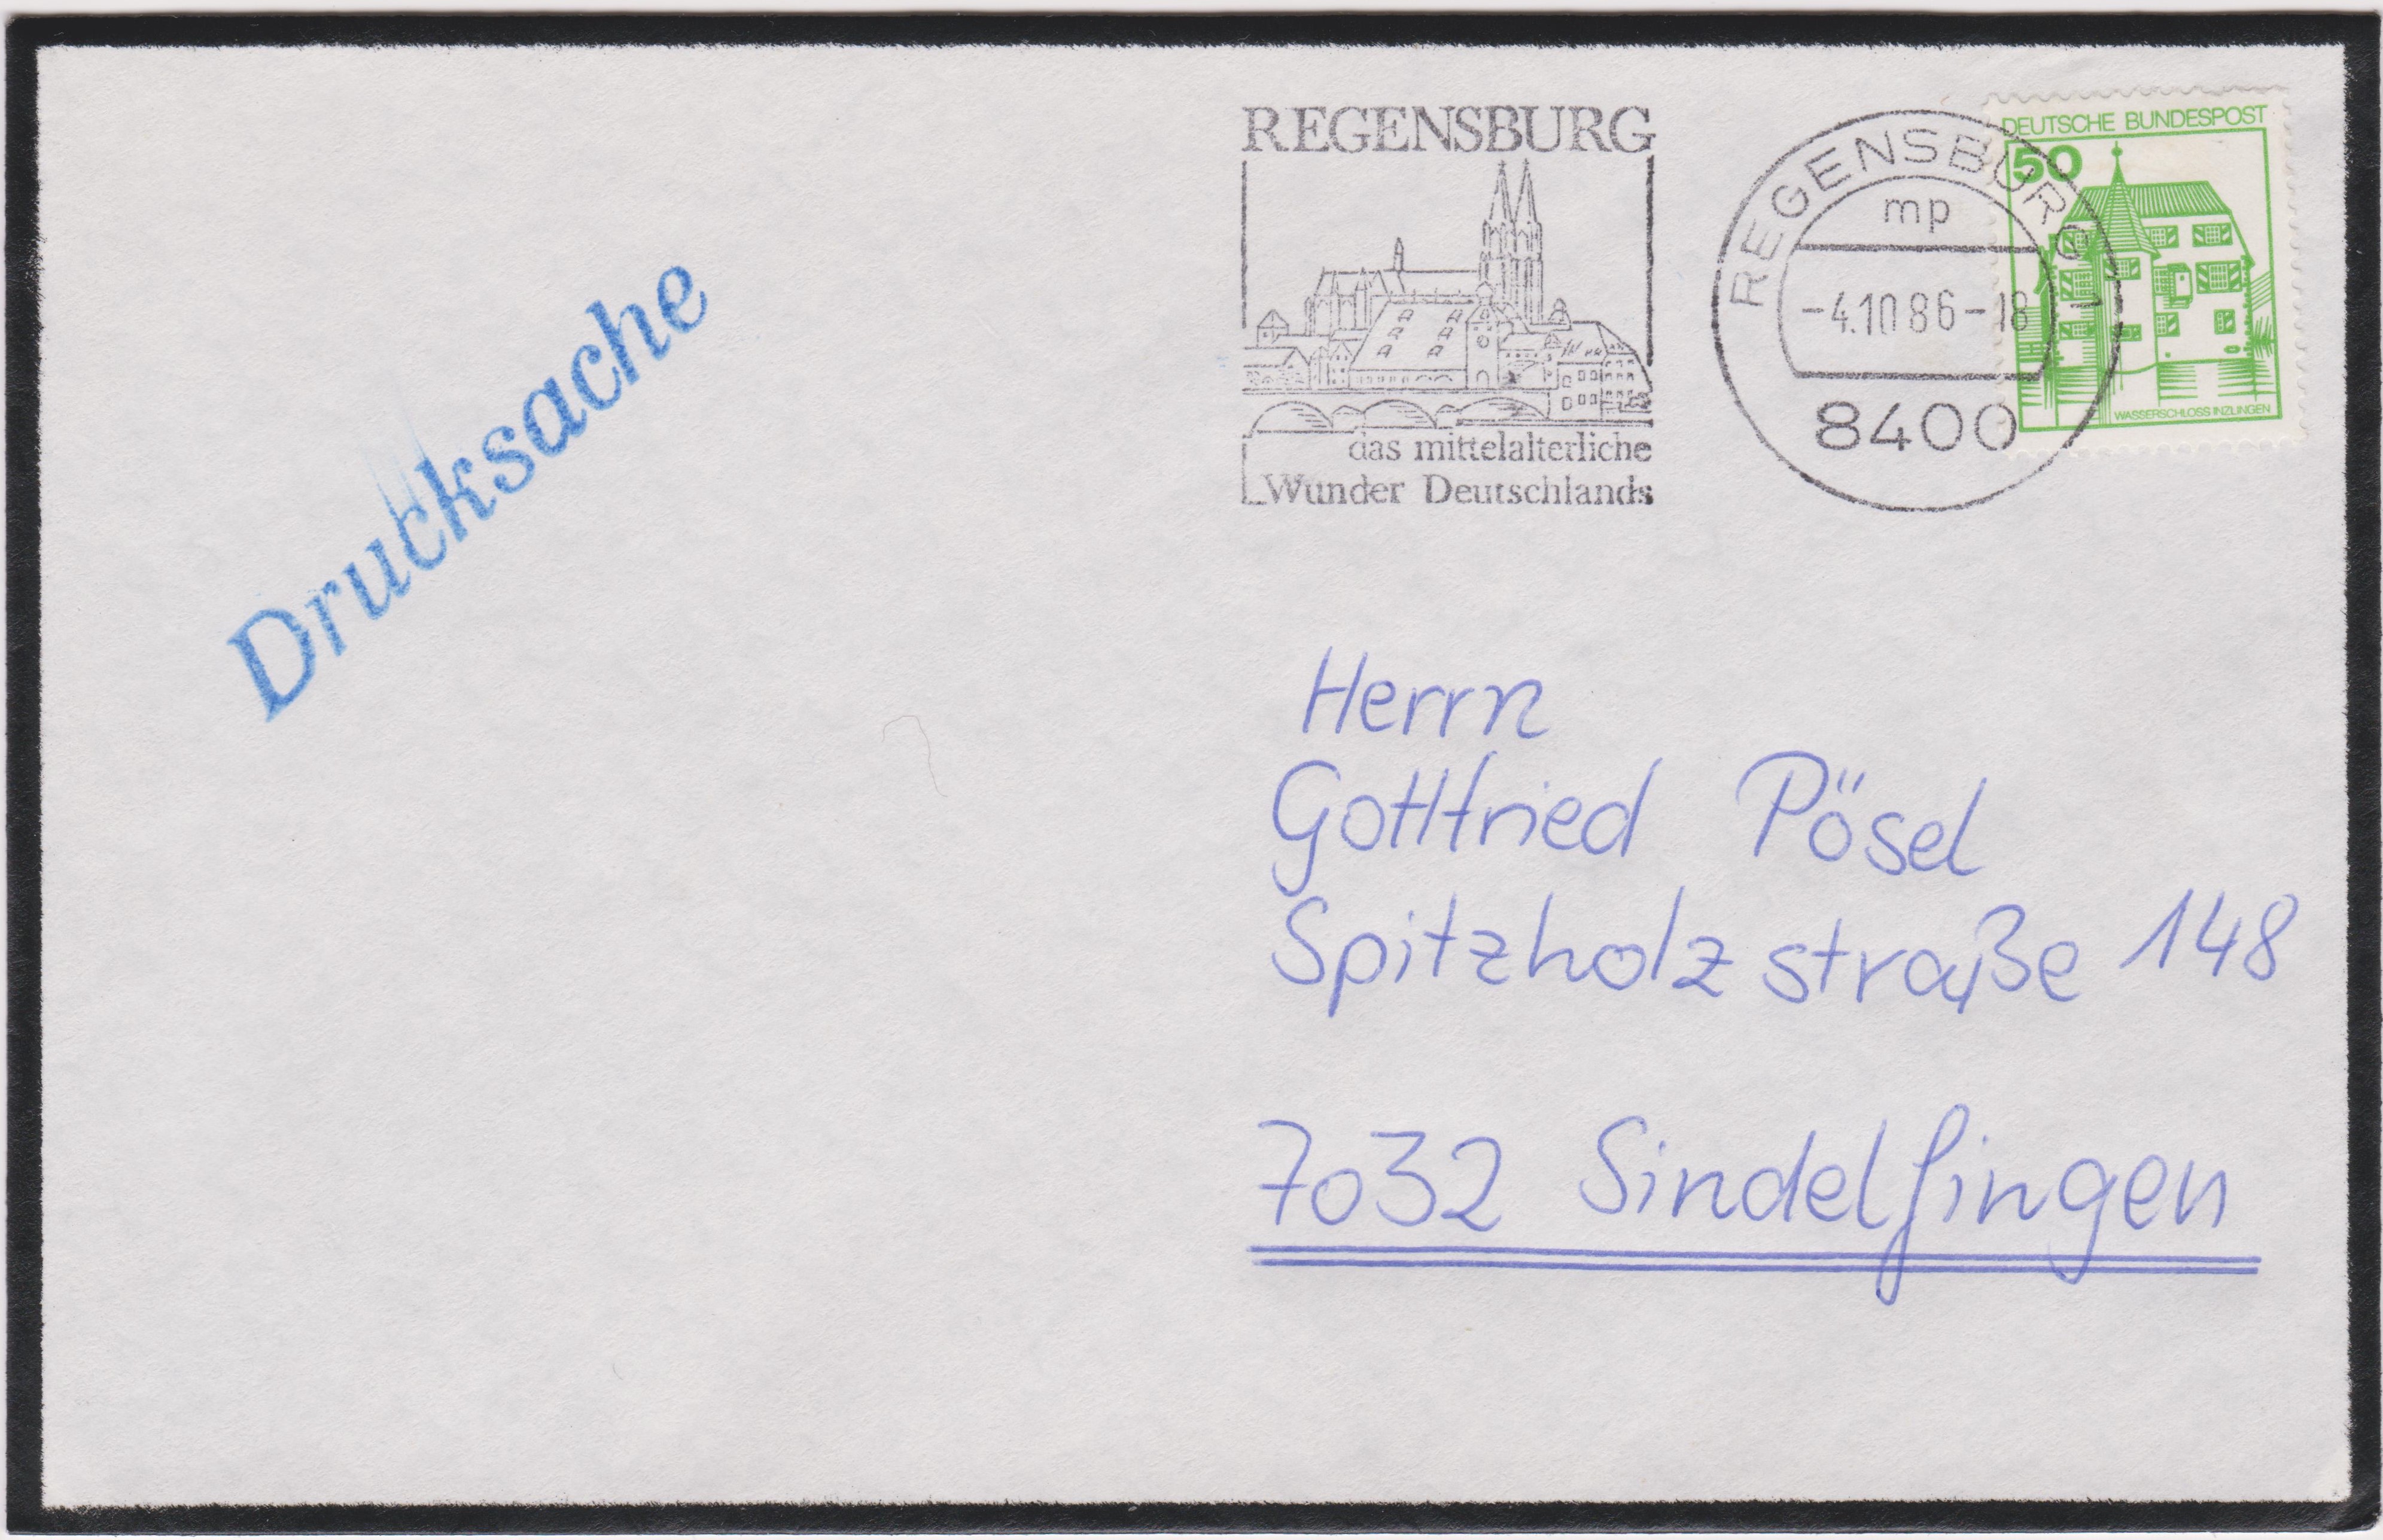 REGENSBURG
das mittelalterliche
Wunder Deutschlands
REGENSBURG 1
mp
-4.10.86-18
8400
DEUTSCHE BUNDESPOST
50
WASSERSCHLOSS INZLINGEN
Drucksache
Herrn
Gottfried Pösel
Spitzholzstraße 148
7032 Sindelfingen